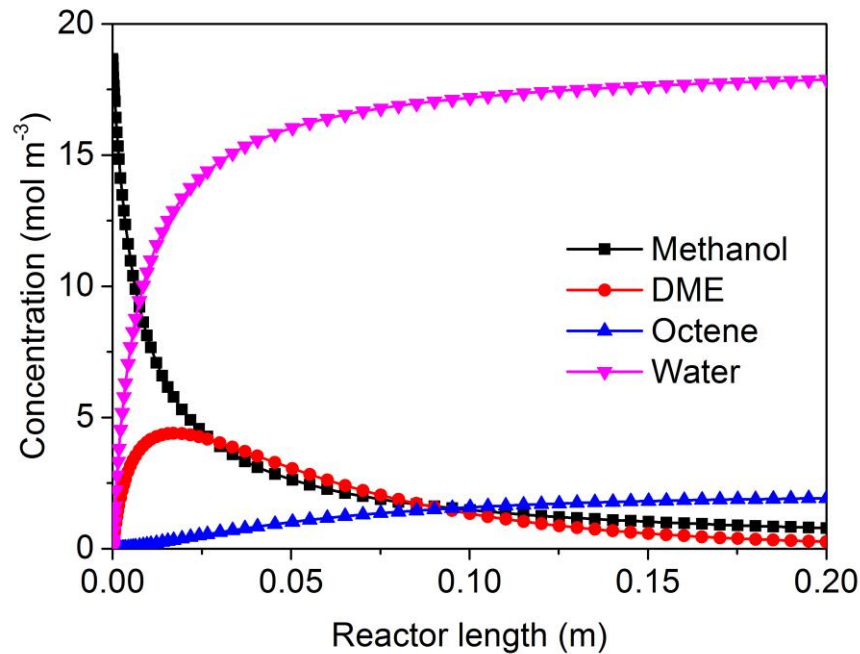 20
15
10
5
0
Concentration (mol m⁻³)
Methanol
DME
Octene
Water
0.00 0.05 0.10 0.15 0.20
Reactor length (m)